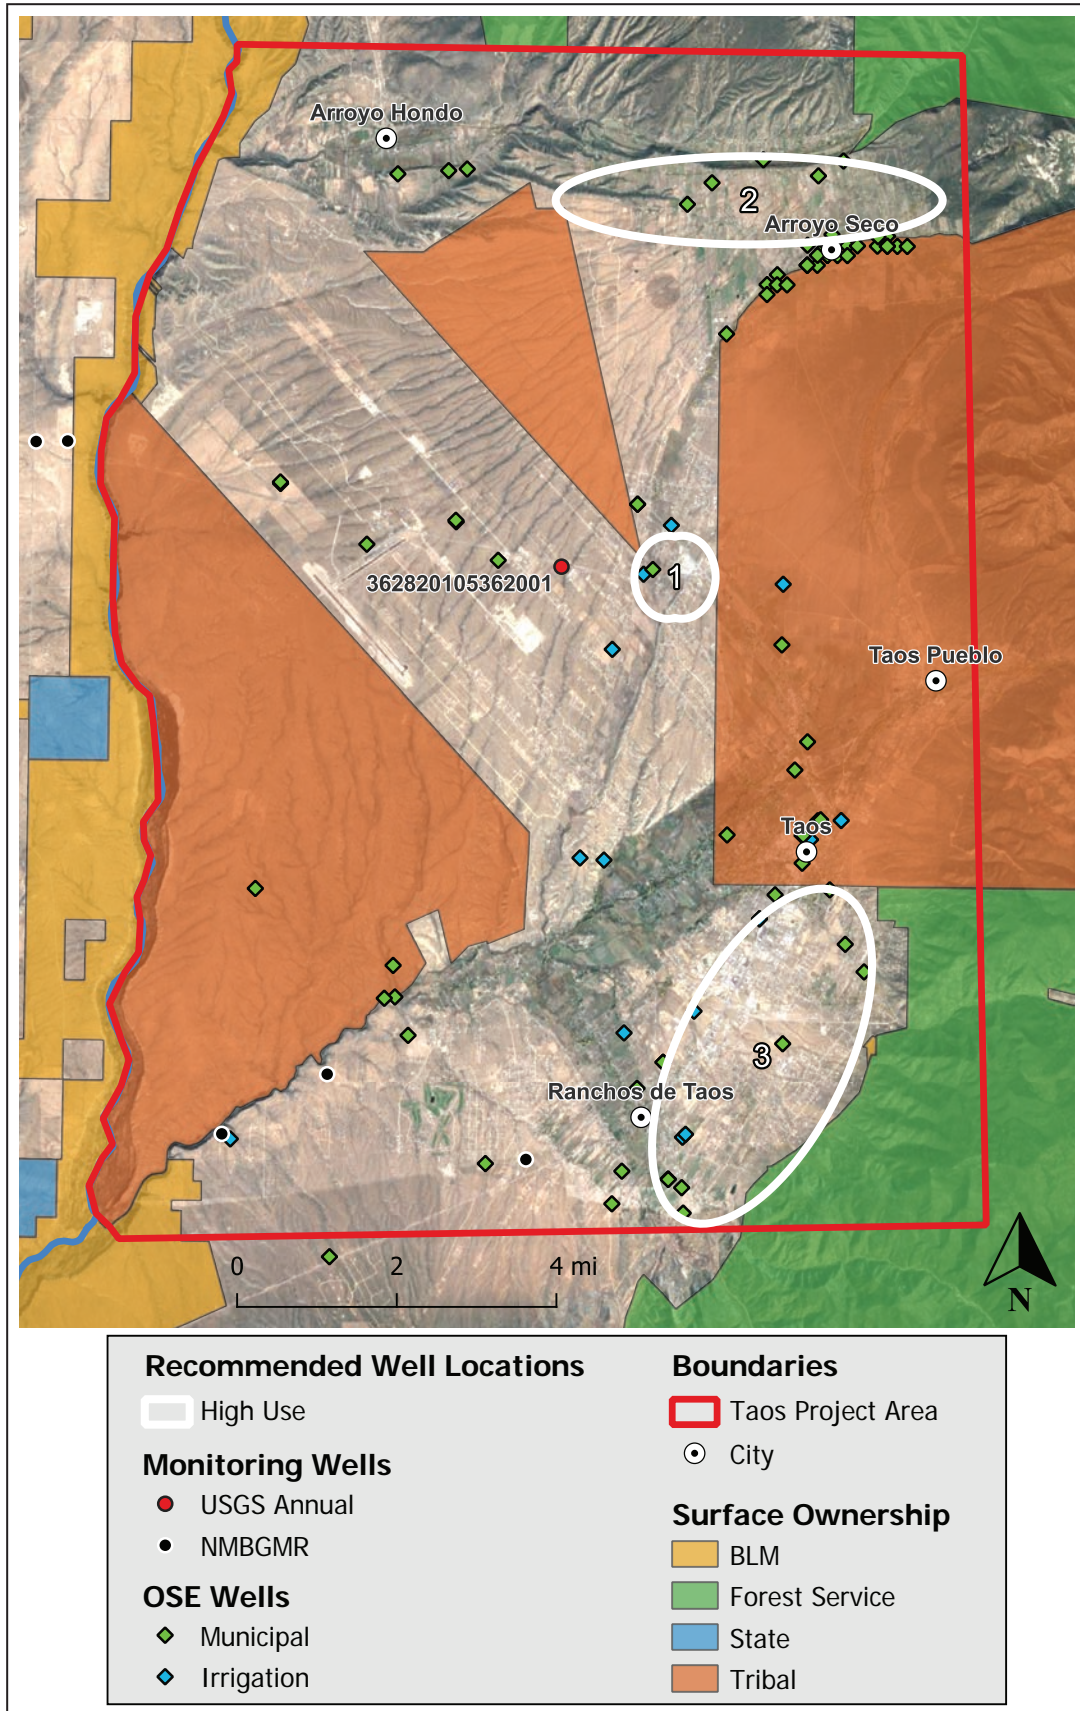 Arroyo Hondo
2
Arroyo Seco
362820105362001
1
Taos Pueblo
Taos
3
Ranchos de Taos
0 2 4 mi
N
Recommended Well Locations
High Use
Monitoring Wells
USGS Annual
NMBGMR
OSE Wells
Municipal
Irrigation
Boundaries
Taos Project Area
City
Surface Ownership
BLM
Forest Service
State
Tribal